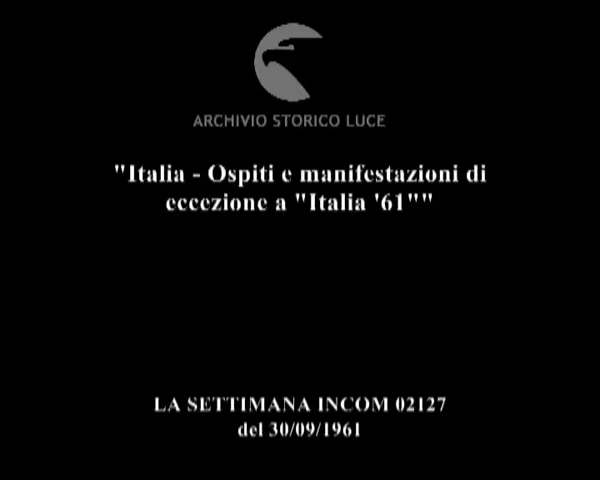 ARCHIVIO STORICO LUCE
"Italia - Ospiti e manifestazioni di
eccezione a "Italia '61""
LA SETTIMANA INCOM 02127
del 30/09/1961